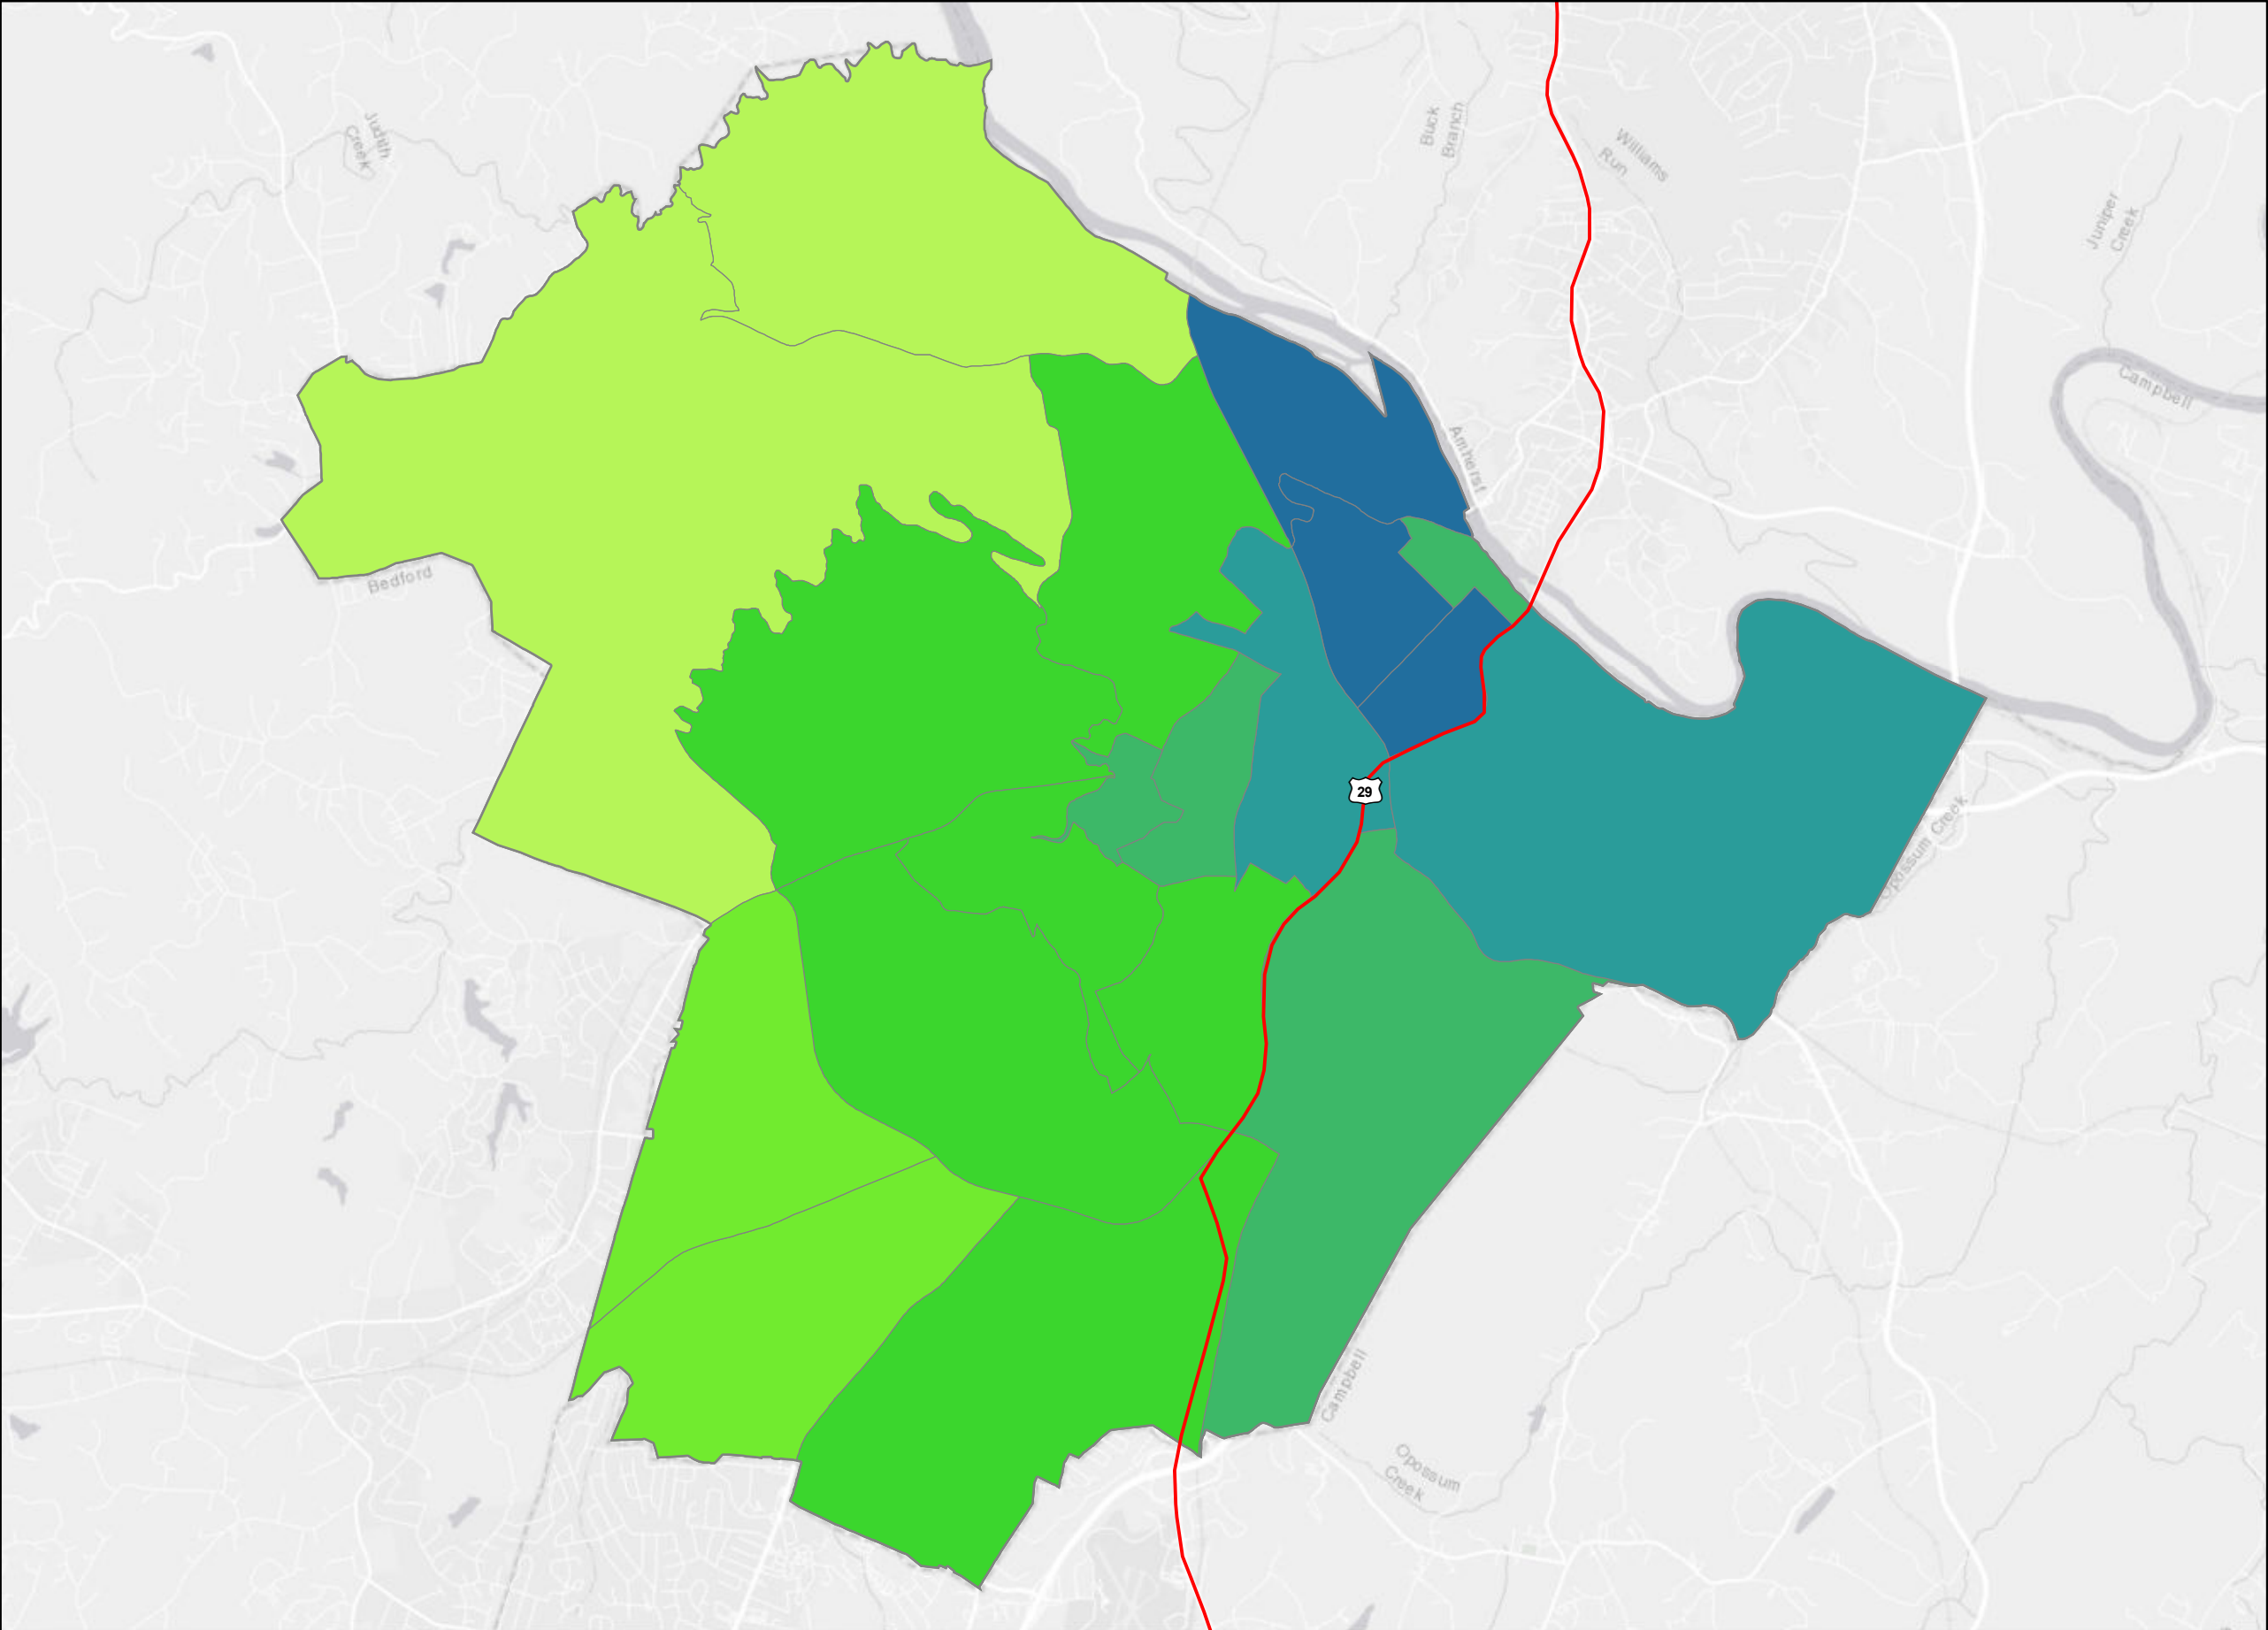 Judith
Creek
Buck
Branch
Williams
Run
Juniper
Creek
Campbell
Amherst
Bedford
29
Opossum Creek
Campbell
Opossum
Creek